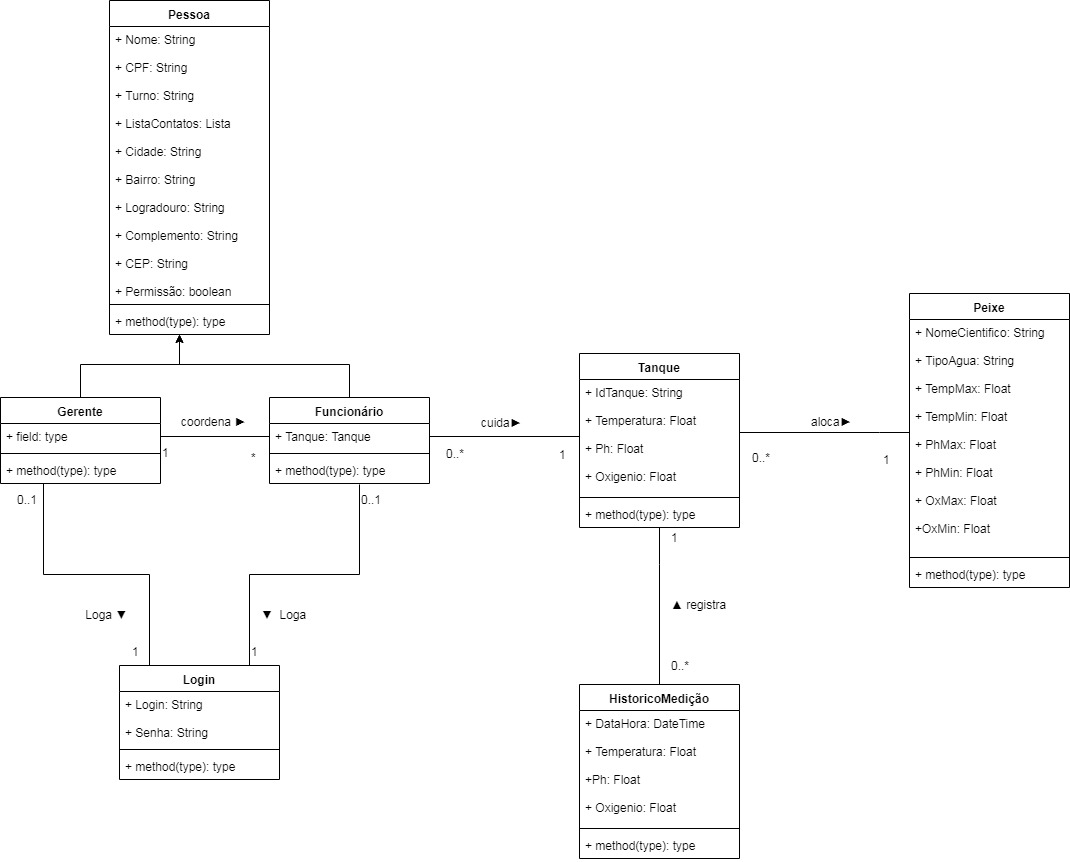 Pessoa
+ Nome: String
+ CPF: String
+ Turno: String
+ ListaContatos: Lista
+ Cidade: String
+ Bairro: String
+ Logradouro: String
+ Complemento: String
+ CEP: String
+ Permissão: boolean
+ method(type): type
Gerente
+ field: type
+ method(type): type
coordena ►
1
*
Funcionário
+ Tanque: Tanque
+ method(type): type
cuida►
0..*
1
Tanque
+ IdTanque: String
+ Temperatura: Float
+ Ph: Float
+ Oxigenio: Float
+ method(type): type
aloca►
0..*
1
Peixe
+ NomeCientifico: String
+ TipoAgua: String
+ TempMax: Float
+ TempMin: Float
+ PhMax: Float
+ PhMin: Float
+ OxMax: Float
+OxMin: Float
+ method(type): type
0..1
0..1
Loga ▼
▼ Loga
1
1
Login
+ Login: String
+ Senha: String
+ method(type): type
1
▲ registra
0..*
HistoricoMedição
+ DataHora: DateTime
+ Temperatura: Float
+Ph: Float
+ Oxigenio: Float
+ method(type): type